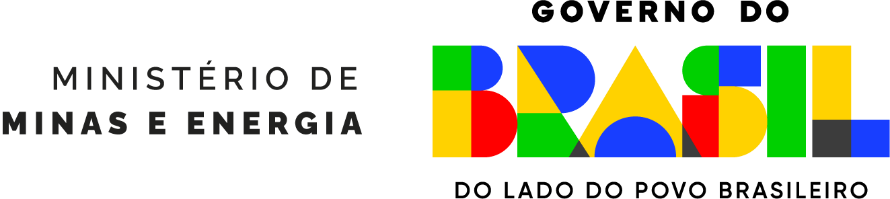 MINISTÉRIO DE
MINAS E ENERGIA
GOVERNO DO
BRASIL
DO LADO DO POVO BRASILEIRO